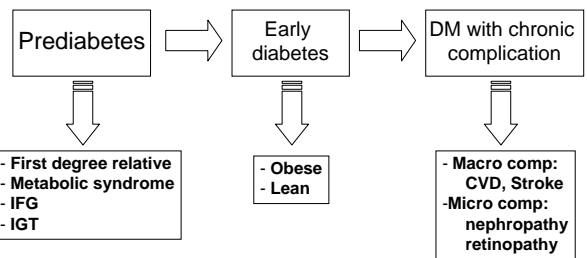 Prediabetes
Early
diabetes
DM with chronic
complication
- First degree relative
- Metabolic syndrome
- IFG
- IGT
- Obese
- Lean
- Macro comp:
CVD, Stroke
-Micro comp:
nephropathy
retinopathy